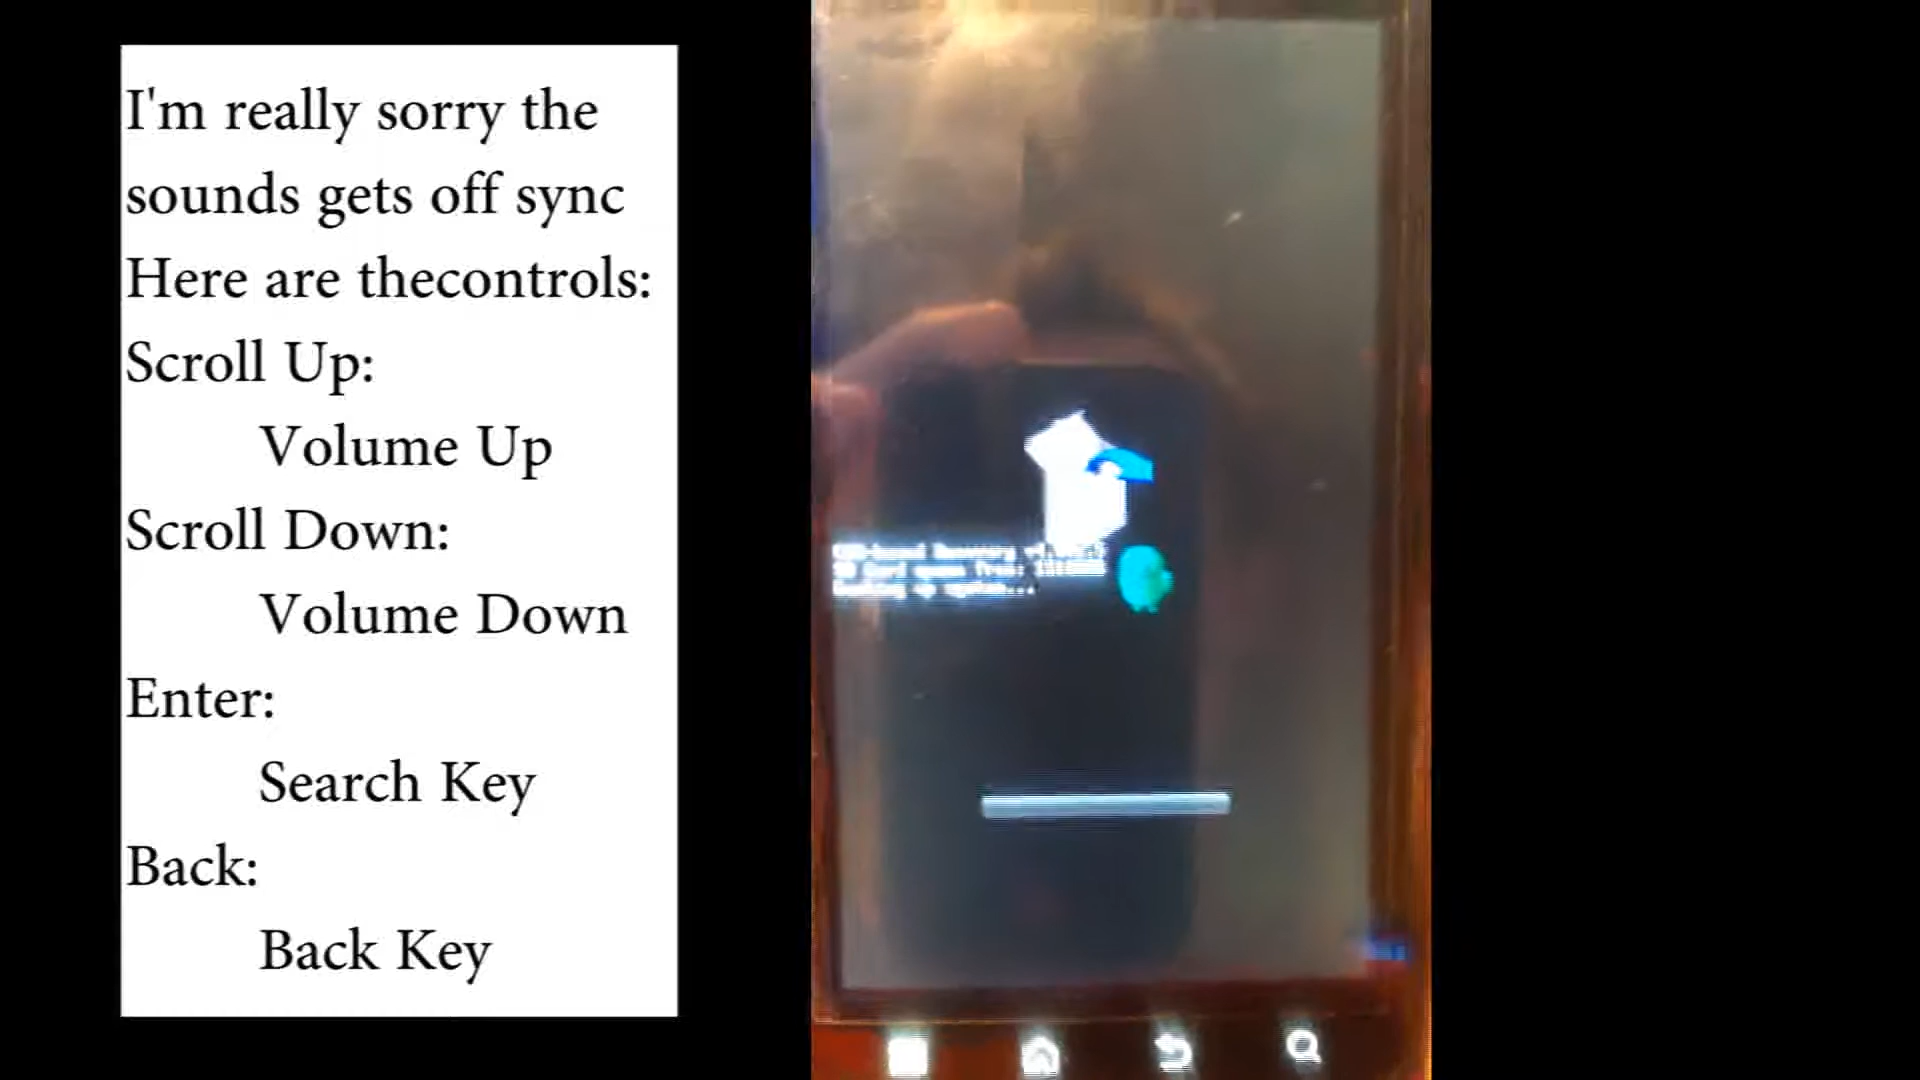 I'm really sorry the
sounds gets off sync
Here are thecontrols:
Scroll Up:
Volume Up
Scroll Down:
Volume Down
Enter:
Search Key
Back:
Back Key